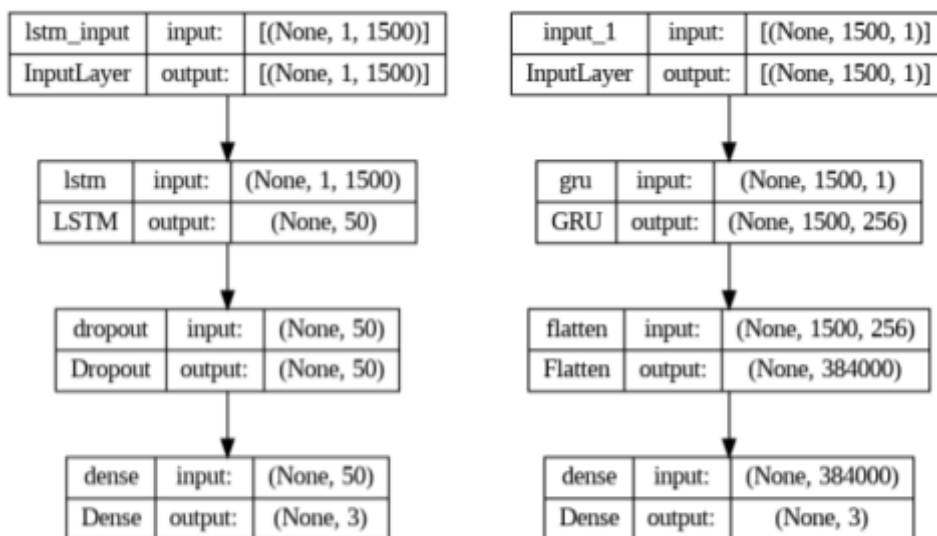 lstm_input input: [(None, 1, 1500)]
InputLayer output: [(None, 1, 1500)]
lstm input: (None, 1, 1500)
LSTM output: (None, 50)
dropout input: (None, 50)
Dropout output: (None, 50)
dense input: (None, 50)
Dense output: (None, 3)
input_1 input: [(None, 1500, 1)]
InputLayer output: [(None, 1500, 1)]
gru input: (None, 1500, 1)
GRU output: (None, 1500, 256)
flatten input: (None, 1500, 256)
Flatten output: (None, 384000)
dense input: (None, 384000)
Dense output: (None, 3)